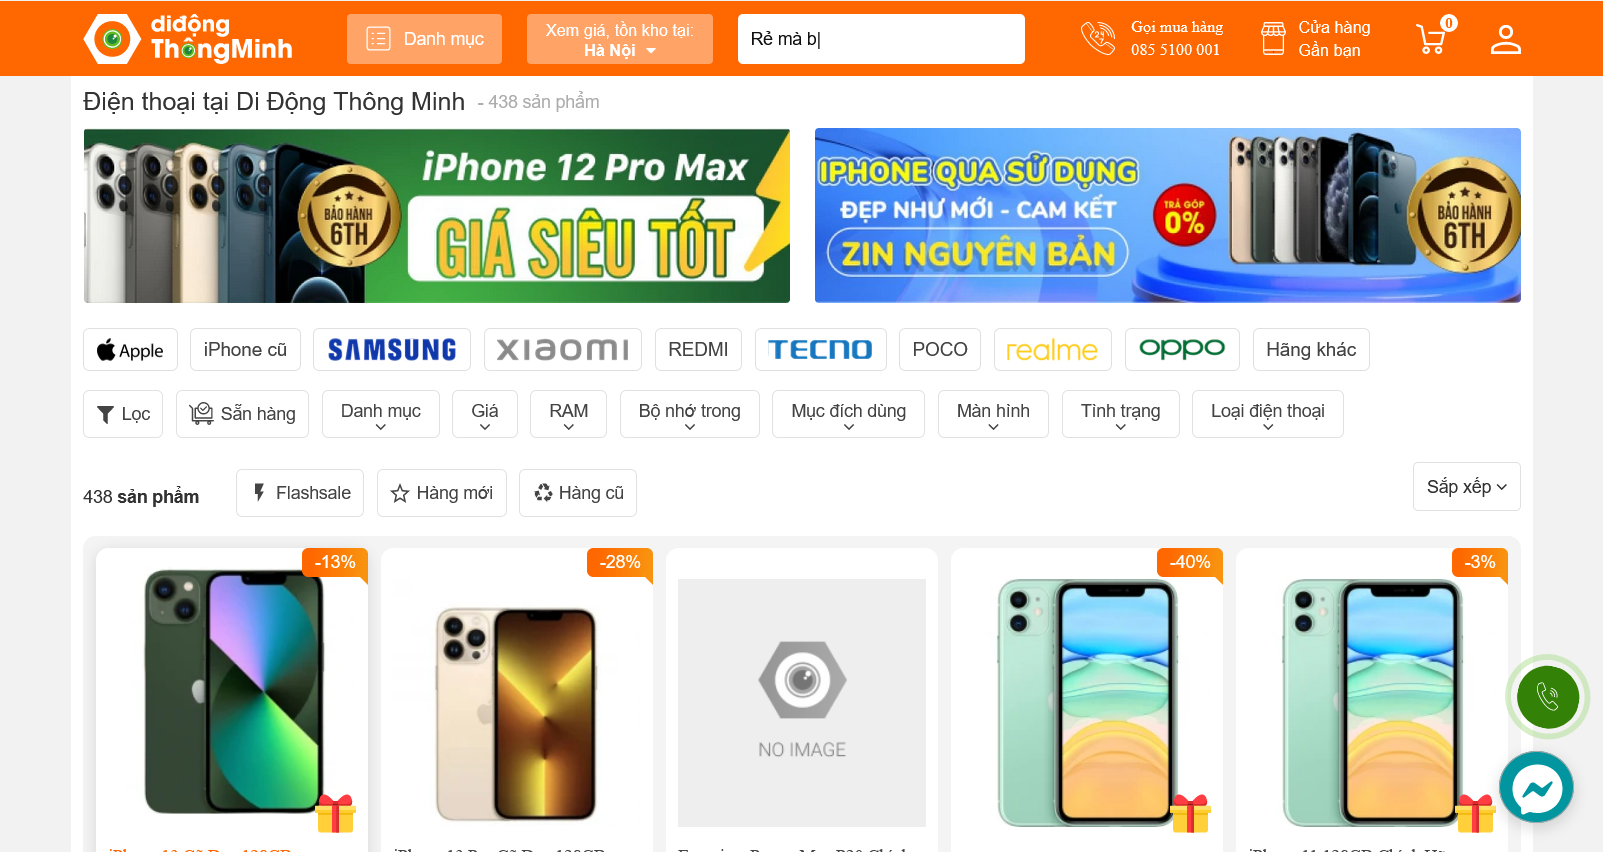 diđộng
ThôngMinh
Danh mục
Xem giá, tồn kho tại:
Hà Nội
Rẻ mà b|
Gọi mua hàng
085 5100 001
Cửa hàng
Gần bạn
0
Điện thoại tại Di Động Thông Minh - 438 sản phẩm
iPhone 12 Pro Max
GIÁ SIÊU TỐT
BẢO HÀNH
6TH
IPHONE QUA SỬ DỤNG
ĐẸP NHƯ MỚI - CAM KẾT
ZIN NGUYÊN BẢN
TRẢ GÓP
0%
BẢO HÀNH
6TH
Apple
iPhone cũ
SAMSUNG
xiaomi
REDMI
TECNO
POCO
realme
oppo
Hãng khác
Lọc
Sẵn hàng
Danh mục
Giá
RAM
Bộ nhớ trong
Mục đích dùng
Màn hình
Tình trạng
Loại điện thoại
438 sản phẩm
Flashsale
Hàng mới
Hàng cũ
Sắp xếp
-13%
-28%
NO IMAGE
-40%
-3%